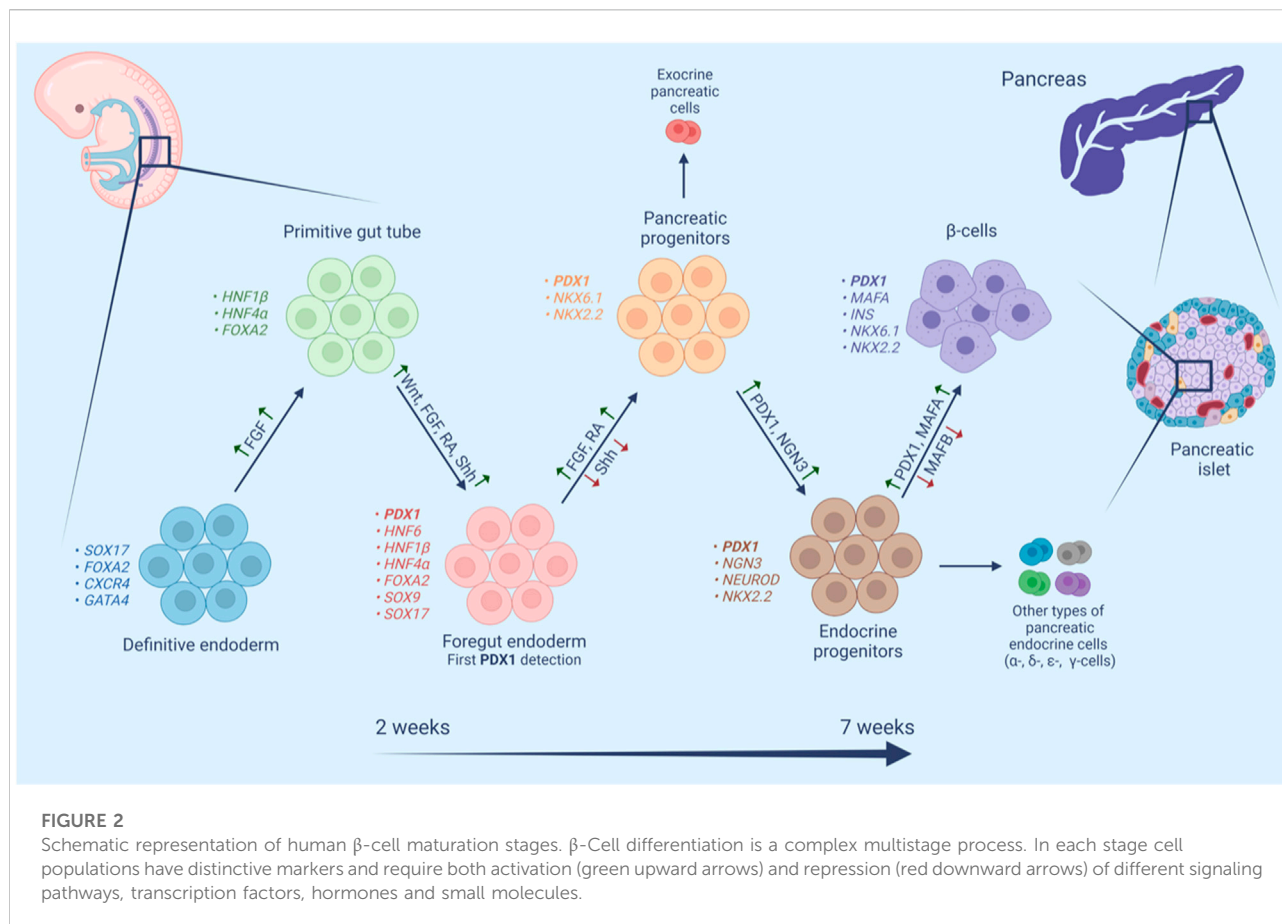 Exocrine
pancreatic
cells
Pancreas
Primitive gut tube
• HNF1β
• HNF4α
• FOXA2
Pancreatic
progenitors
• PDX1
• NKX6.1
• NKX2.2
β-cells
• PDX1
• MAFA
• INS
• NKX6.1
• NKX2.2
Pancreatic
islet
FGF
Wnt, FGF, RA, Shh
FGF, RA
Shh
PDX1, NGN3
PDX1, MAFA
MAFB
• SOX17
• FOXA2
• CXCR4
• GATA4
Definitive endoderm
• PDX1
• HNF6
• HNF1β
• HNF4α
• FOXA2
• SOX9
• SOX17
Foregut endoderm
First PDX1 detection
• PDX1
• NGN3
• NEUROD
• NKX2.2
Endocrine
progenitors
Other types of
pancreatic
endocrine cells
(α-, δ-, ε-, γ-cells)
2 weeks
7 weeks
FIGURE 2
Schematic representation of human β-cell maturation stages. β-Cell differentiation is a complex multistage process. In each stage cell
populations have distinctive markers and require both activation (green upward arrows) and repression (red downward arrows) of different signaling
pathways, transcription factors, hormones and small molecules.